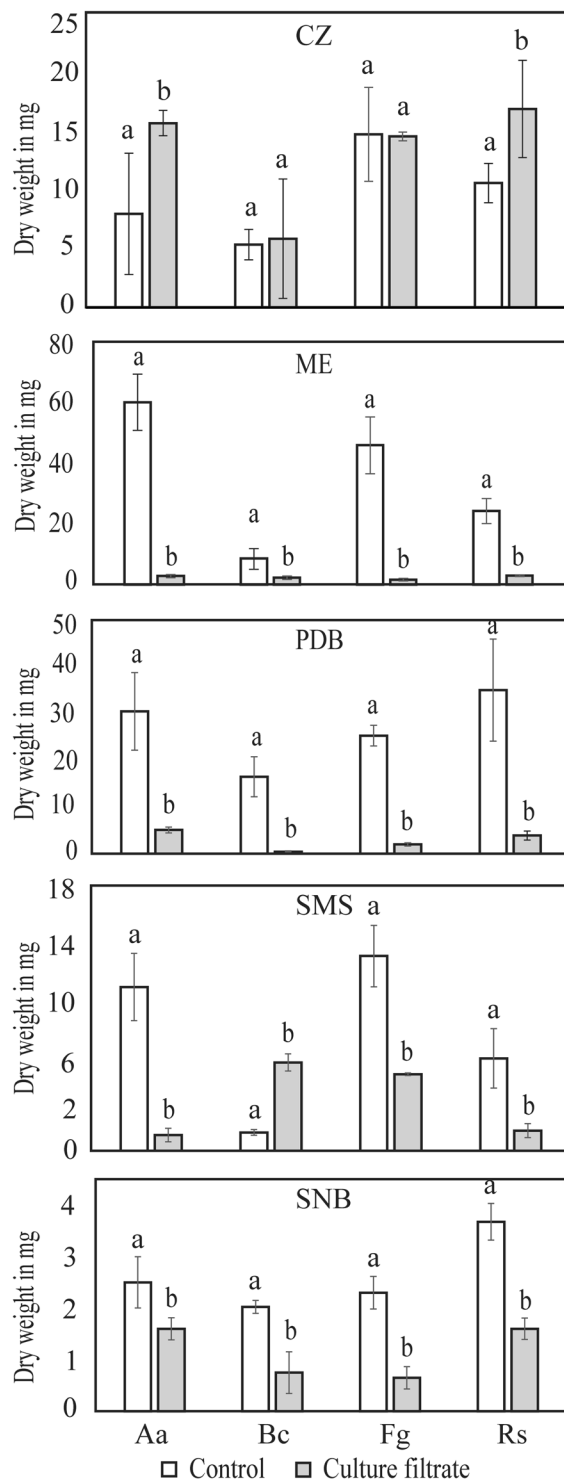 CZ
25
20
15
10
5
0
Dry weight in mg
a b a a a a a b
ME
80
60
40
20
0
Dry weight in mg
a b a b a b a b
PDB
50
40
30
20
10
0
Dry weight in mg
a b a b a b a b
SMS
18
14
10
6
2
0
Dry weight in mg
a b a b a b a b
SNB
4
3
2
1
0
Dry weight in mg
a b a b a b a b
Aa Bc Fg Rs
Control Culture filtrate